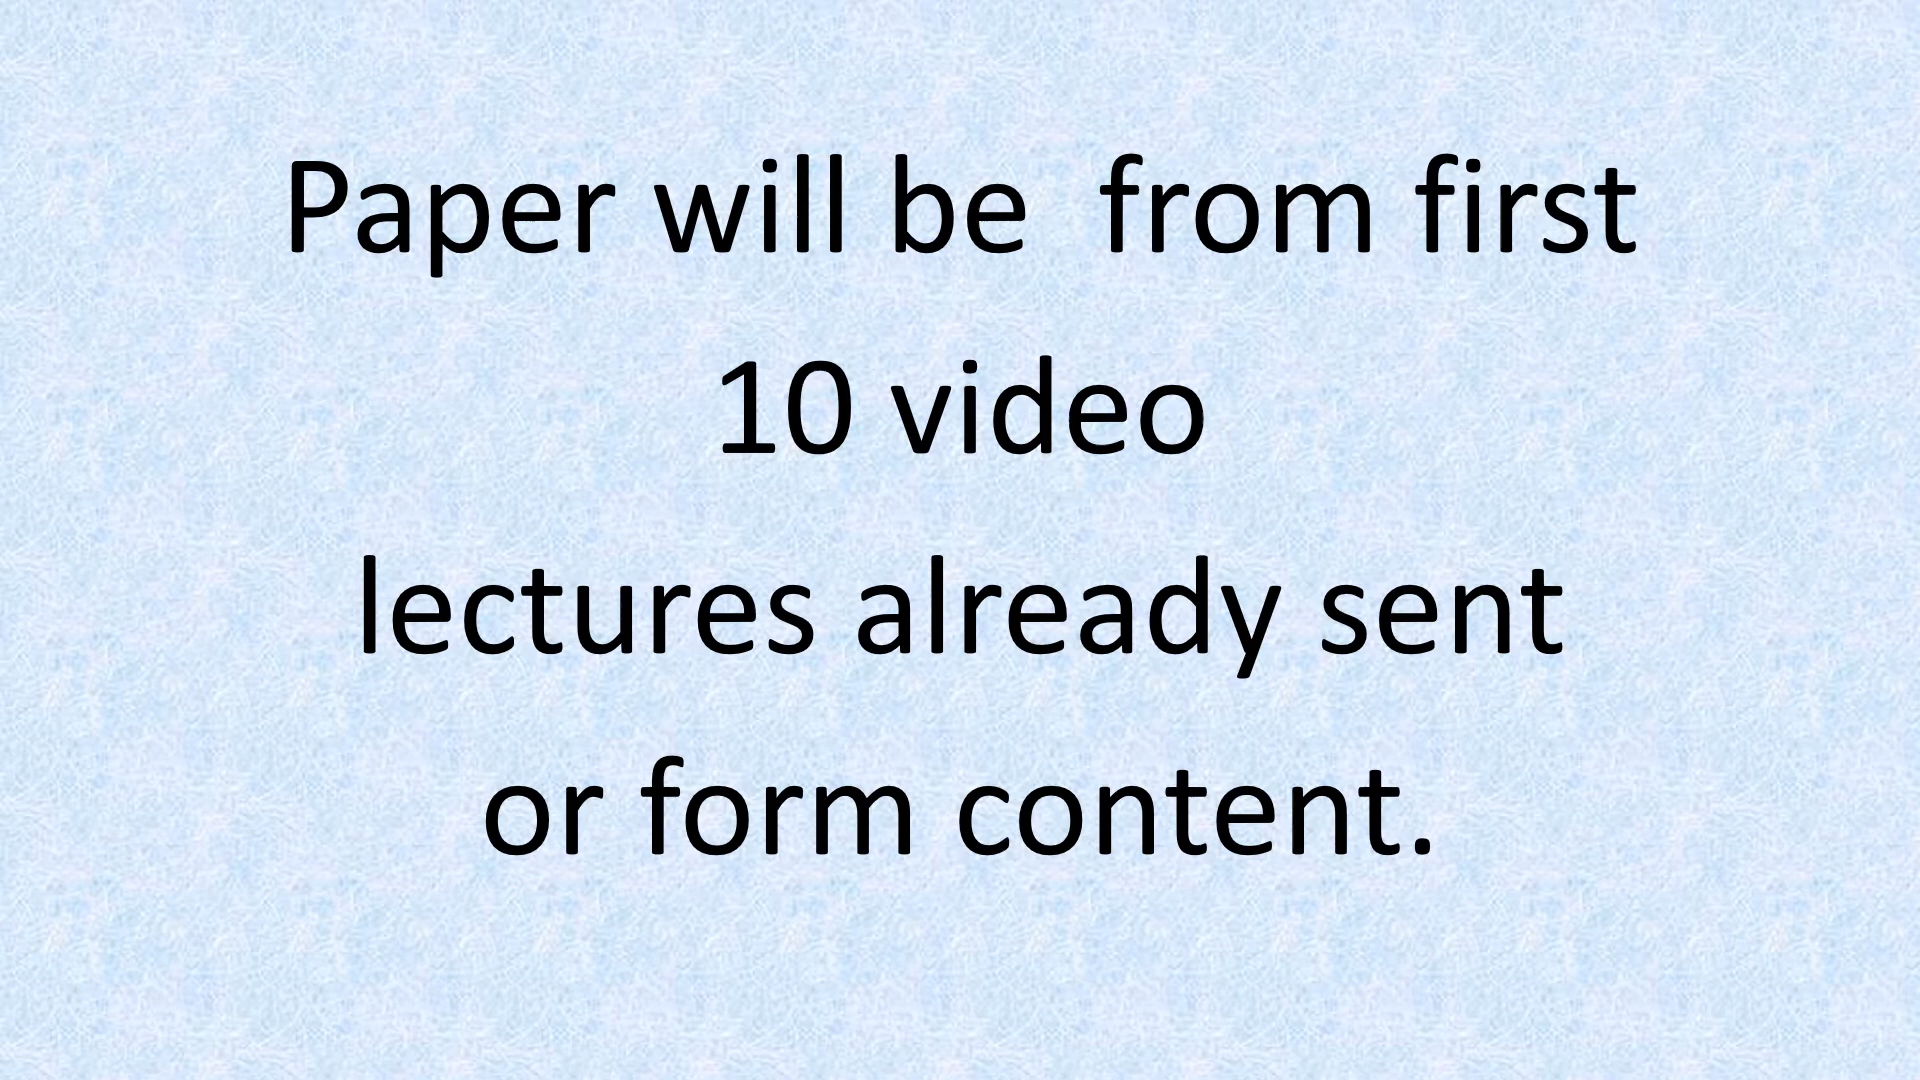 Paper will be  from first
10 video
lectures already sent
or form content.